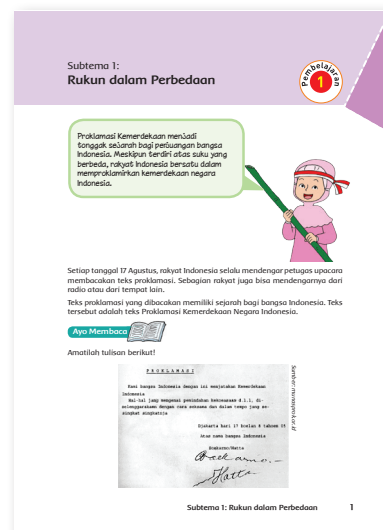 Subtema 1:
Rukun dalam Perbedaan
Pembelajaran
1
Proklamasi Kemerdekaan menjadi
tonggak sejarah bagi perjuangan bangsa
Indonesia. Meskipun terdiri atas suku yang
berbeda, rakyat Indonesia bersatu dalam
memproklamirkan kemerdekaan negara
Indonesia.
Setiap tanggal 17 Agustus, rakyat Indonesia selalu mendengar petugas upacara
membacakan teks proklamasi. Sebagian rakyat juga bisa mendengarnya dari
radio atau dari tempat lain.
Teks proklamasi yang dibacakan memiliki sejarah bagi bangsa Indonesia. Teks
tersebut adalah teks Proklamasi Kemerdekaan Negara Indonesia.
Ayo Membaca
Amatilah tulisan berikut!
P R O K L A M A S I
Kami bangsa Indonesia dengan ini menjatakan Kemerdekaan
Indonesia
Hal-hal jang mengenai pemindahan kekoeasaan d.l.l., di-
selenggarakan dengan cara seksama dan dalam tempo jang se-
singkat singkatnja
Djakarta hari 17 boelan 8 tahoen 05
Atas nama bangsa Indonesia
Soekarno/Hatta
Soekarno.
Hatta
Sumber:
Subtema 1: Rukun dalam Perbedaan 1